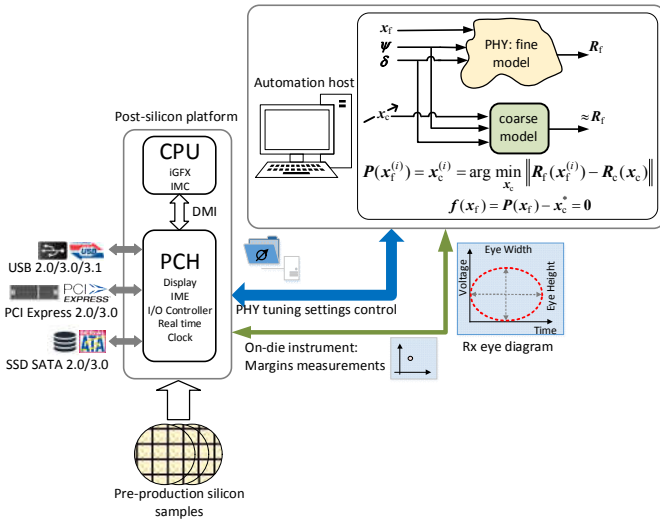 Automation host
x_f
ψ
δ
PHY: fine
model
R_f
x_c
coarse
model
≈R_f
P(x_f^(i)) = x_c^(i) = arg min_{x_c} ‖R_f(x_f^(i)) − R_c(x_c)‖
f(x_f) = P(x_f) − x_c^* = 0
Post-silicon platform
CPU
iGFX
IMC
DMI
PCH
Display
IME
I/O Controller
Real time
Clock
USB
USB 2.0/3.0/3.1
PCI
EXPRESS
PCI Express 2.0/3.0
SATA
SSD SATA 2.0/3.0
Ø
PHY tuning settings control
On-die instrument:
Margins measurements
Eye Width
Voltage
Eye Height
Time
Rx eye diagram
Pre-production silicon
samples